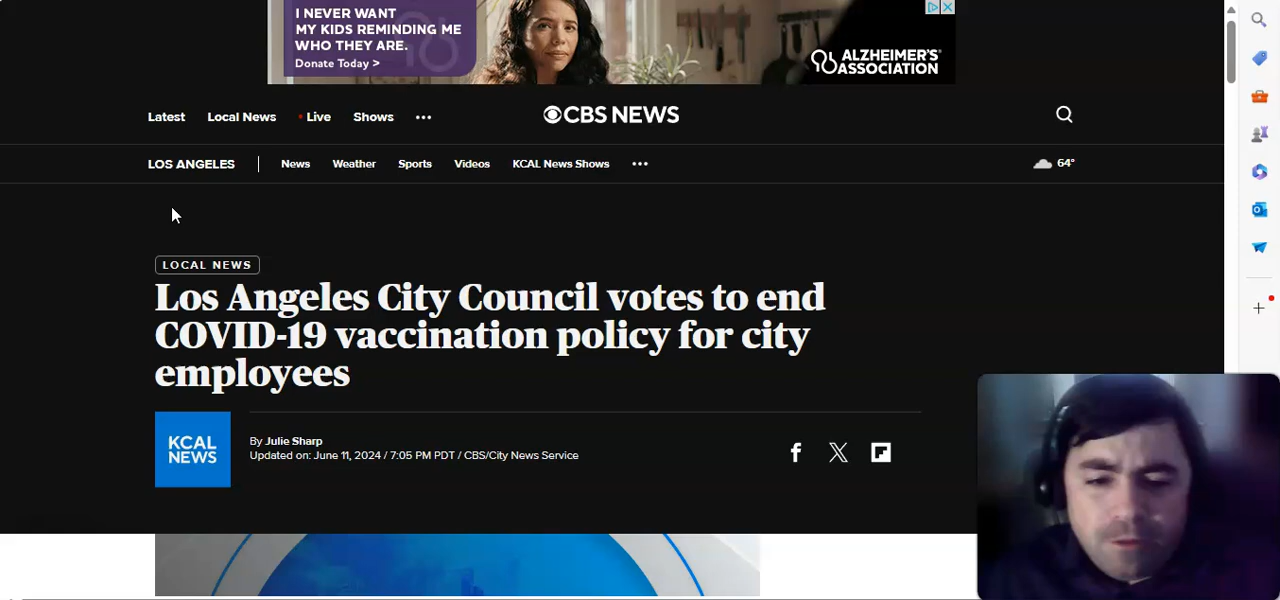 I NEVER WANT
MY KIDS REMINDING ME
WHO THEY ARE.
Donate Today >
ALZHEIMER'S
ASSOCIATION
Latest Local News Live Shows
CBS NEWS
LOS ANGELES News Weather Sports Videos KCAL News Shows 64°
LOCAL NEWS
Los Angeles City Council votes to end
COVID-19 vaccination policy for city
employees
KCAL
NEWS
By Julie Sharp
Updated on: June 11, 2024 / 7:05 PM PDT / CBS/City News Service